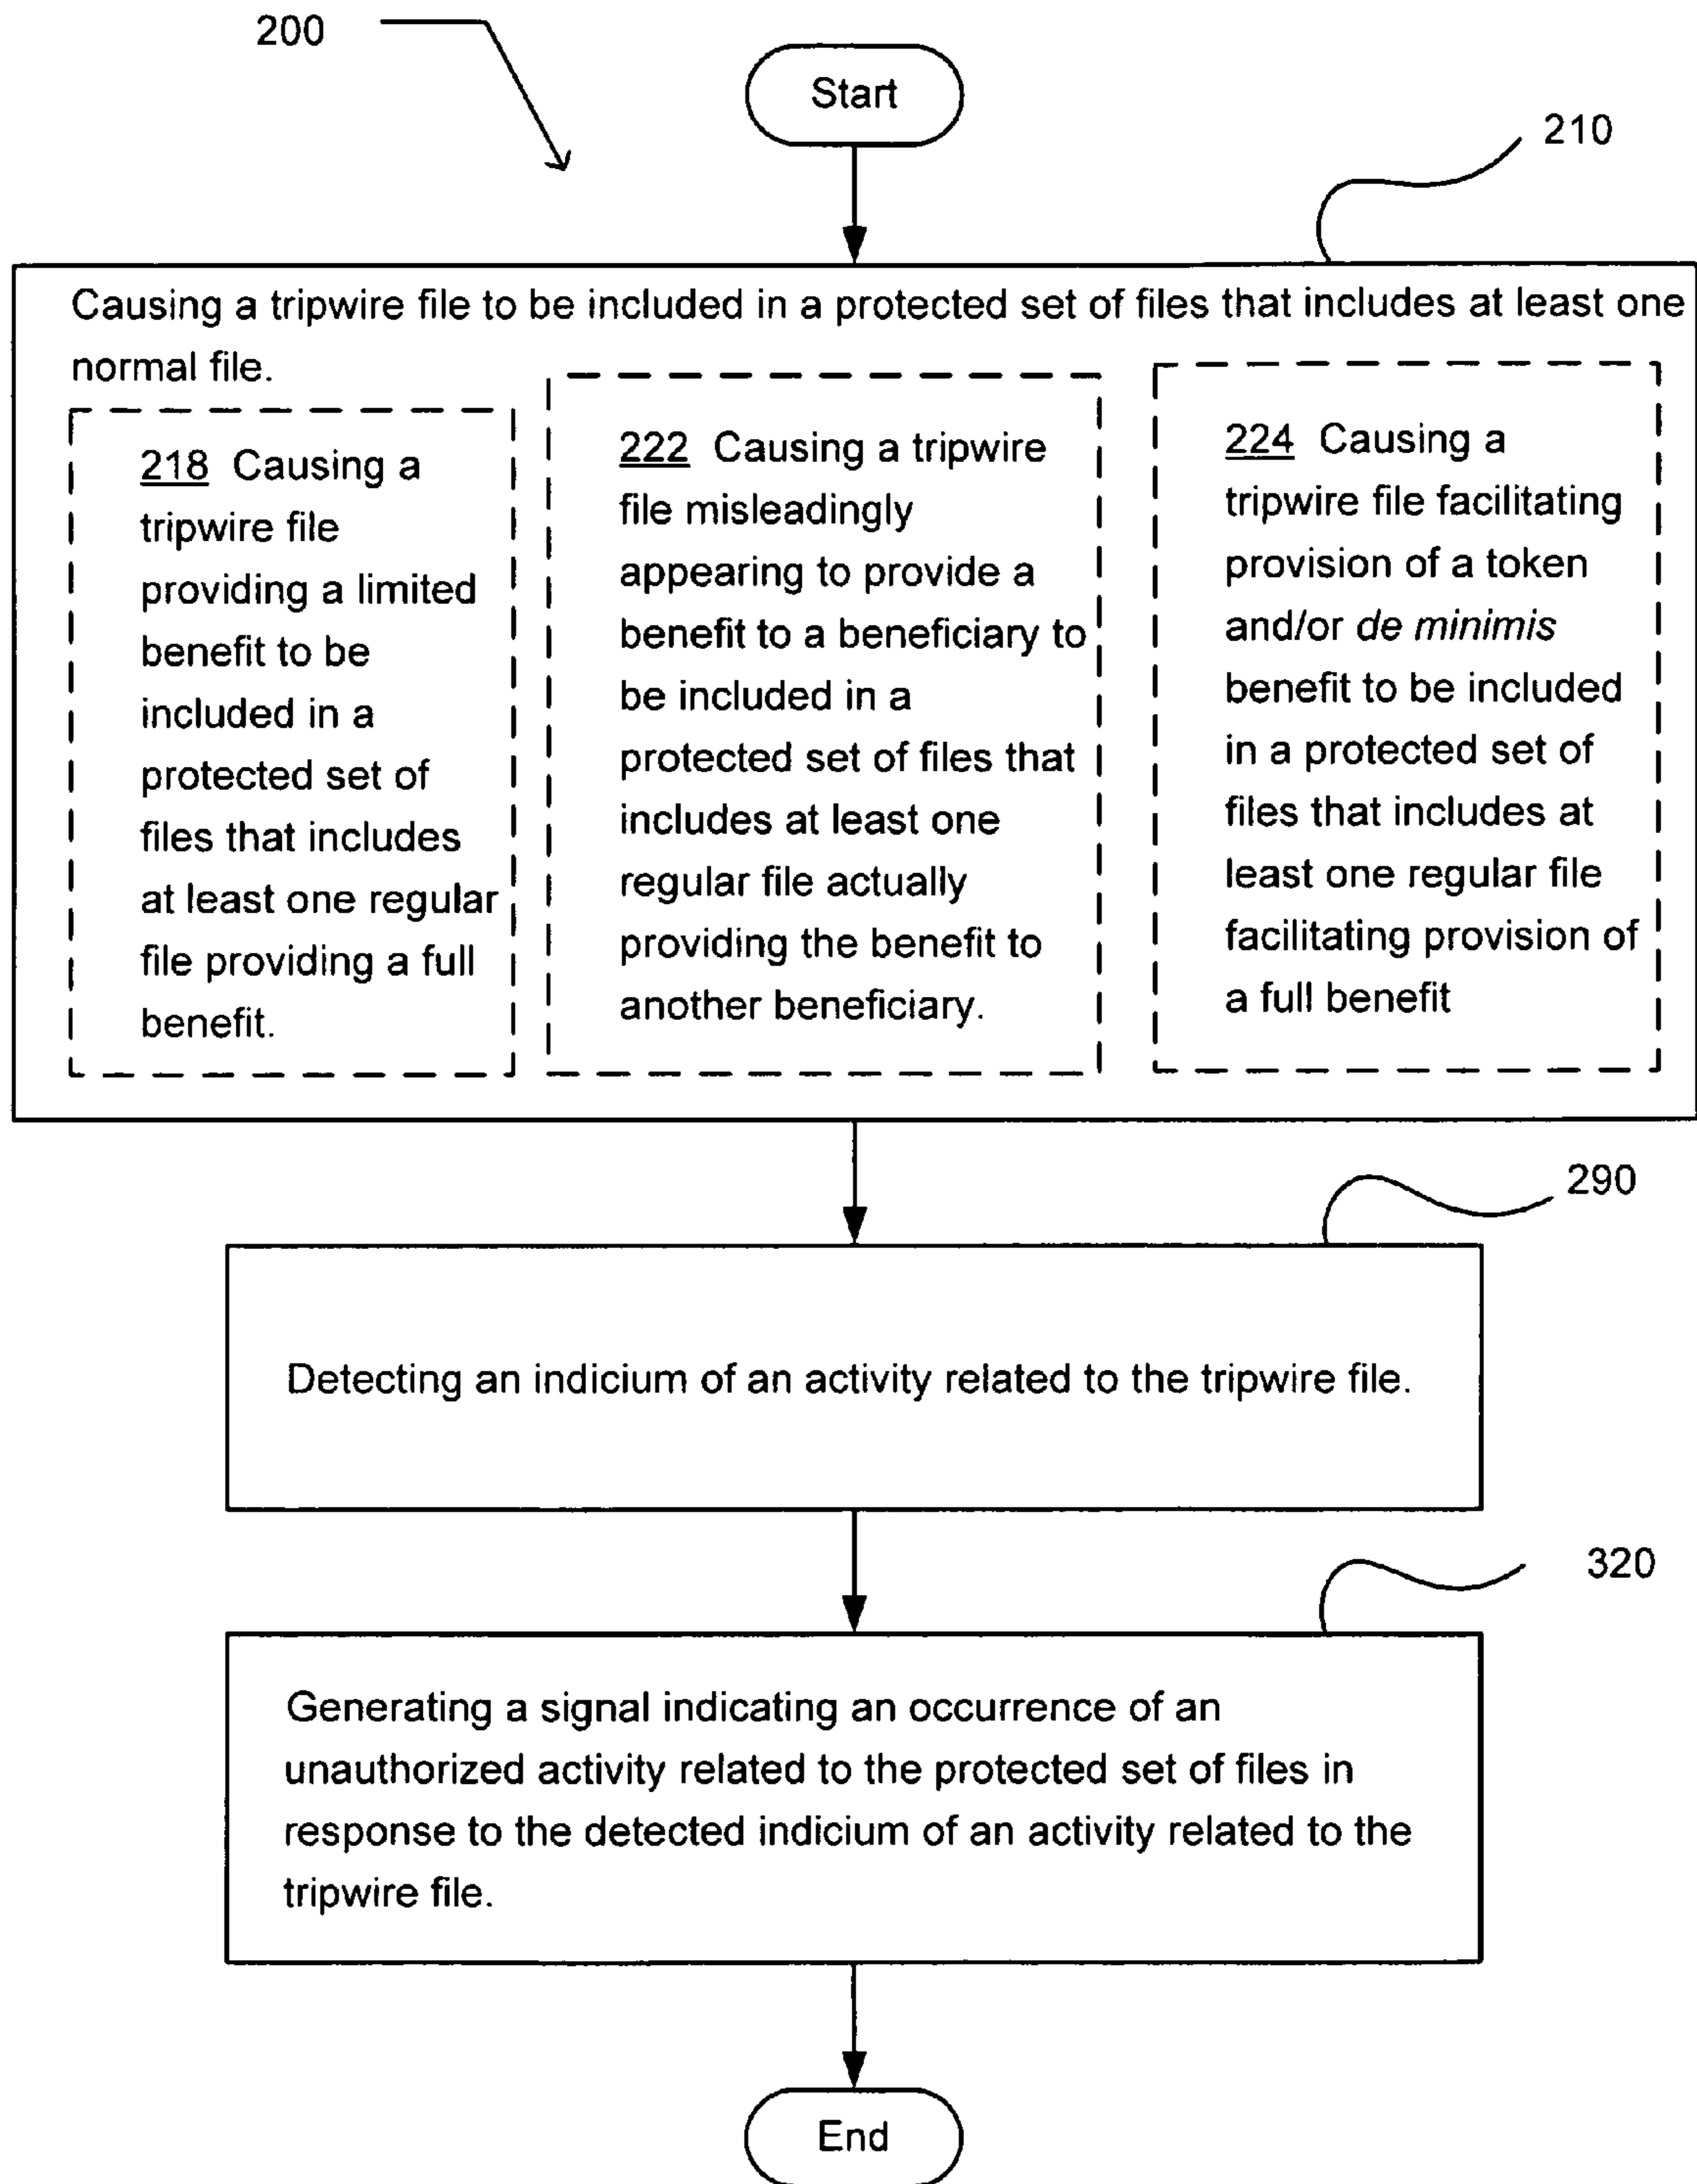 200
Start
210
Causing a tripwire file to be included in a protected set of files that includes at least one
normal file.
218 Causing a
tripwire file
providing a limited
benefit to be
included in a
protected set of
files that includes
at least one regular
file providing a full
benefit.
222 Causing a tripwire
file misleadingly
appearing to provide a
benefit to a beneficiary to
be included in a
protected set of files that
includes at least one
regular file actually
providing the benefit to
another beneficiary.
224 Causing a
tripwire file facilitating
provision of a token
and/or de minimis
benefit to be included
in a protected set of
files that includes at
least one regular file
facilitating provision of
a full benefit
290
Detecting an indicium of an activity related to the tripwire file.
320
Generating a signal indicating an occurrence of an
unauthorized activity related to the protected set of files in
response to the detected indicium of an activity related to the
tripwire file.
End